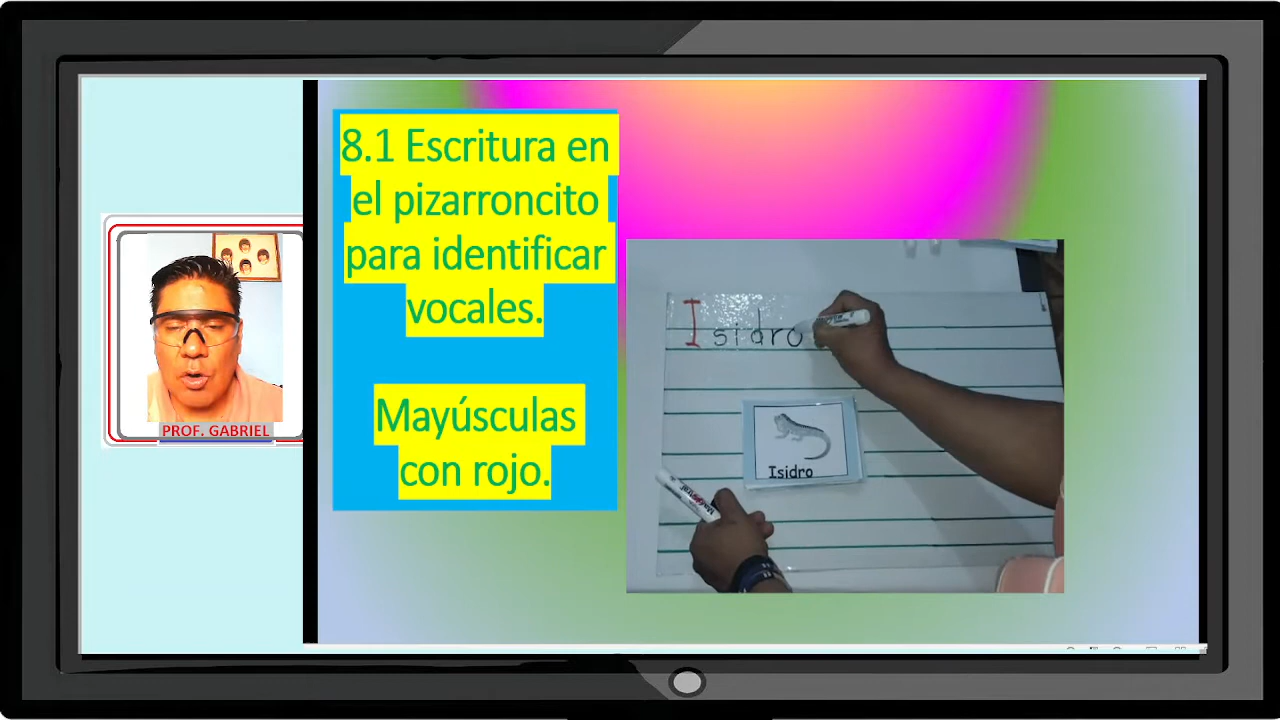 8.1 Escritura en
el pizarroncito
para identificar
vocales.
Mayúsculas
con rojo.
PROF. GABRIEL
Isidro
Isidro